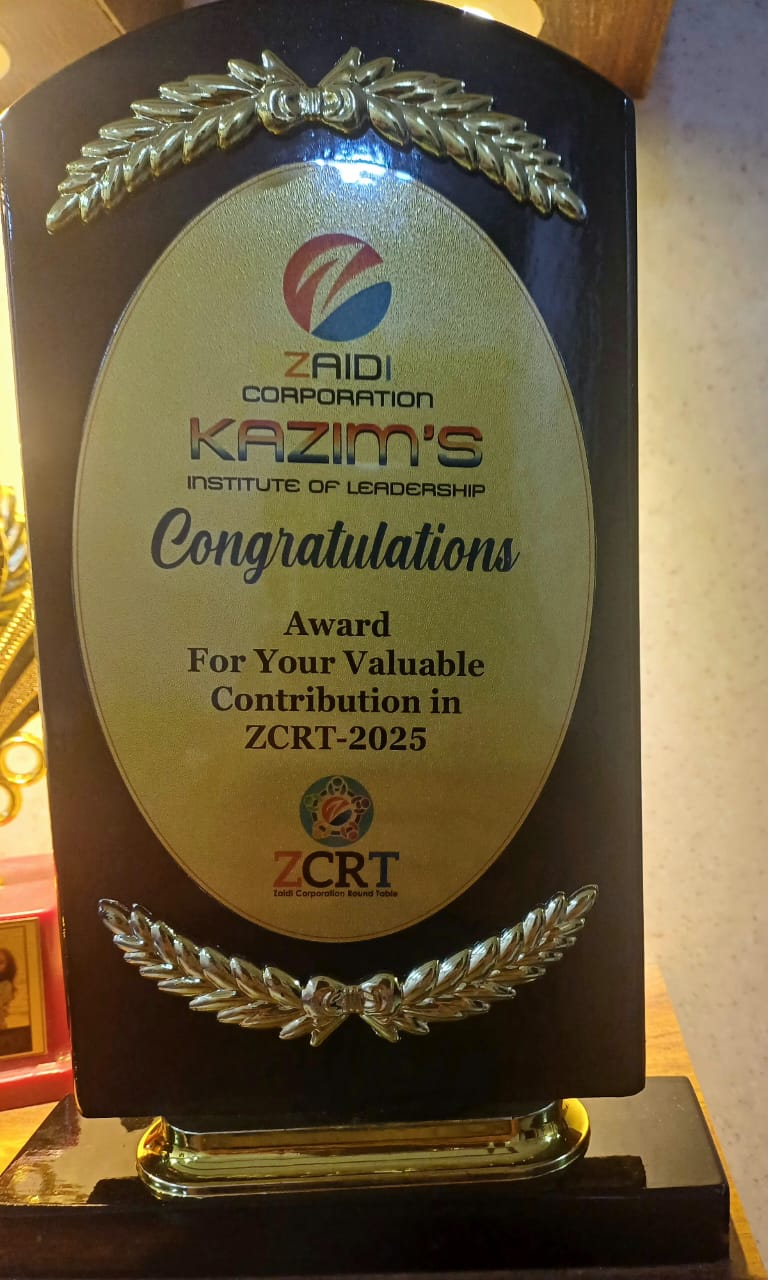 ZAIDI
CORPORATION
KAZIM'S
INSTITUTE OF LEADERSHIP
Congratulations
Award
For Your Valuable
Contribution in
ZCRT-2025
ZCRT
Zaidi Corporation Round Table